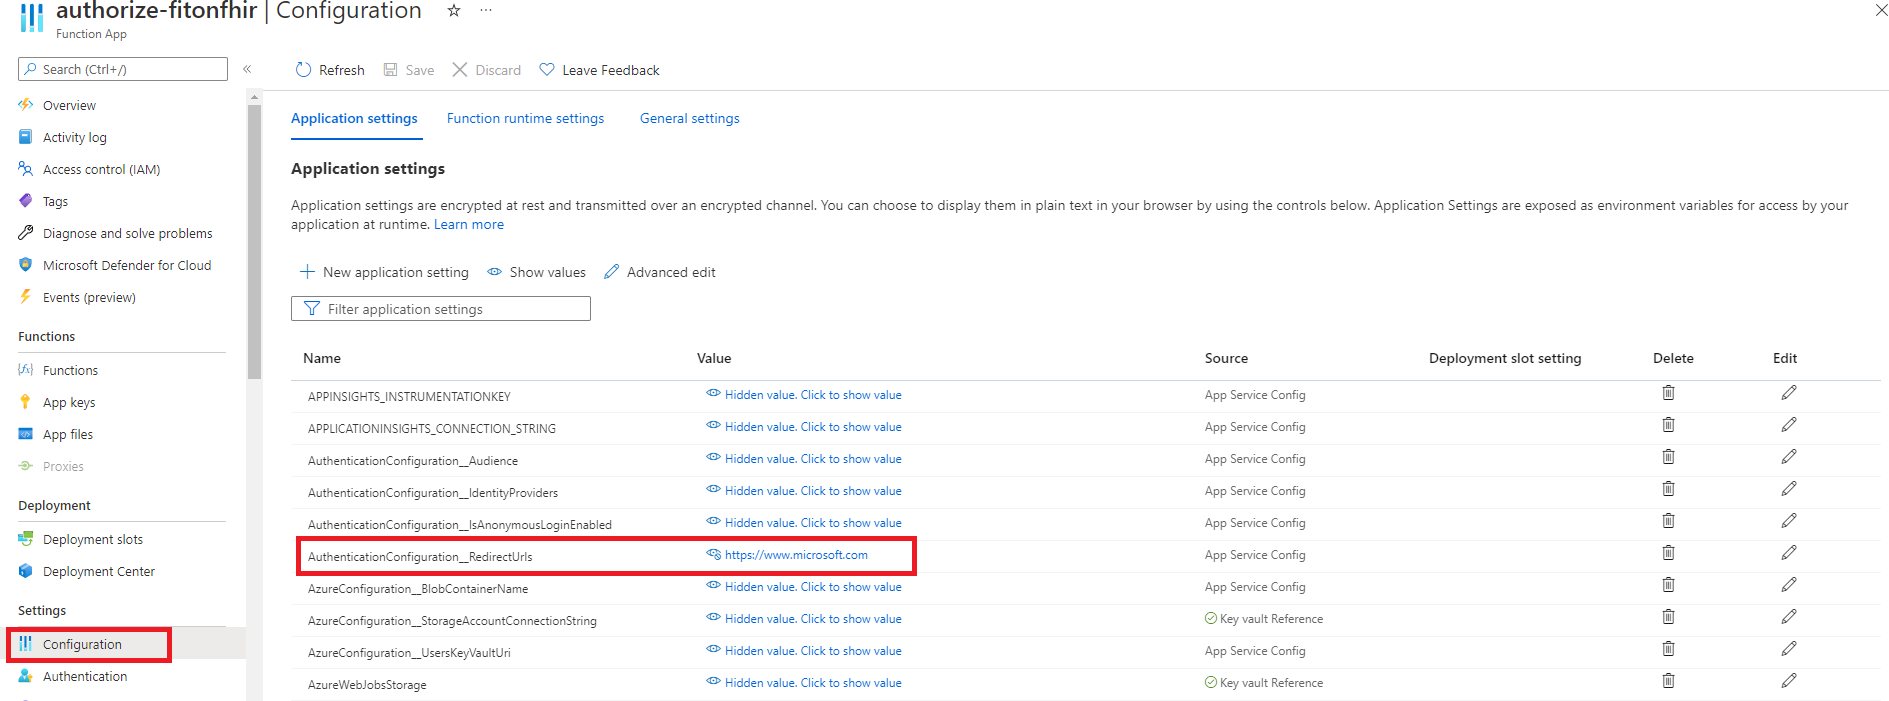 authorize-fitonfhir | Configuration
Function App
Search (Ctrl+/)
Overview
Activity log
Access control (IAM)
Tags
Diagnose and solve problems
Microsoft Defender for Cloud
Events (preview)
Functions
Functions
App keys
App files
Proxies
Deployment
Deployment slots
Deployment Center
Settings
Configuration
Authentication
Refresh Save Discard Leave Feedback
Application settings Function runtime settings General settings
Application settings
Application settings are encrypted at rest and transmitted over an encrypted channel. You can choose to display them in plain text in your browser by using the controls below. Application Settings are exposed as environment variables for access by your
application at runtime. Learn more
New application setting Show values Advanced edit
Filter application settings
Name Value Source Deployment slot setting Delete Edit
APPINSIGHTS_INSTRUMENTATIONKEY Hidden value. Click to show value App Service Config
APPLICATIONINSIGHTS_CONNECTION_STRING Hidden value. Click to show value App Service Config
AuthenticationConfiguration__Audience Hidden value. Click to show value App Service Config
AuthenticationConfiguration__IdentityProviders Hidden value. Click to show value App Service Config
AuthenticationConfiguration__IsAnonymousLoginEnabled Hidden value. Click to show value App Service Config
AuthenticationConfiguration__RedirectUrls https://www.microsoft.com App Service Config
AzureConfiguration__BlobContainerName Hidden value. Click to show value App Service Config
AzureConfiguration__StorageAccountConnectionString Hidden value. Click to show value Key vault Reference
AzureConfiguration__UsersKeyVaultUri Hidden value. Click to show value App Service Config
AzureWebJobsStorage Hidden value. Click to show value Key vault Reference